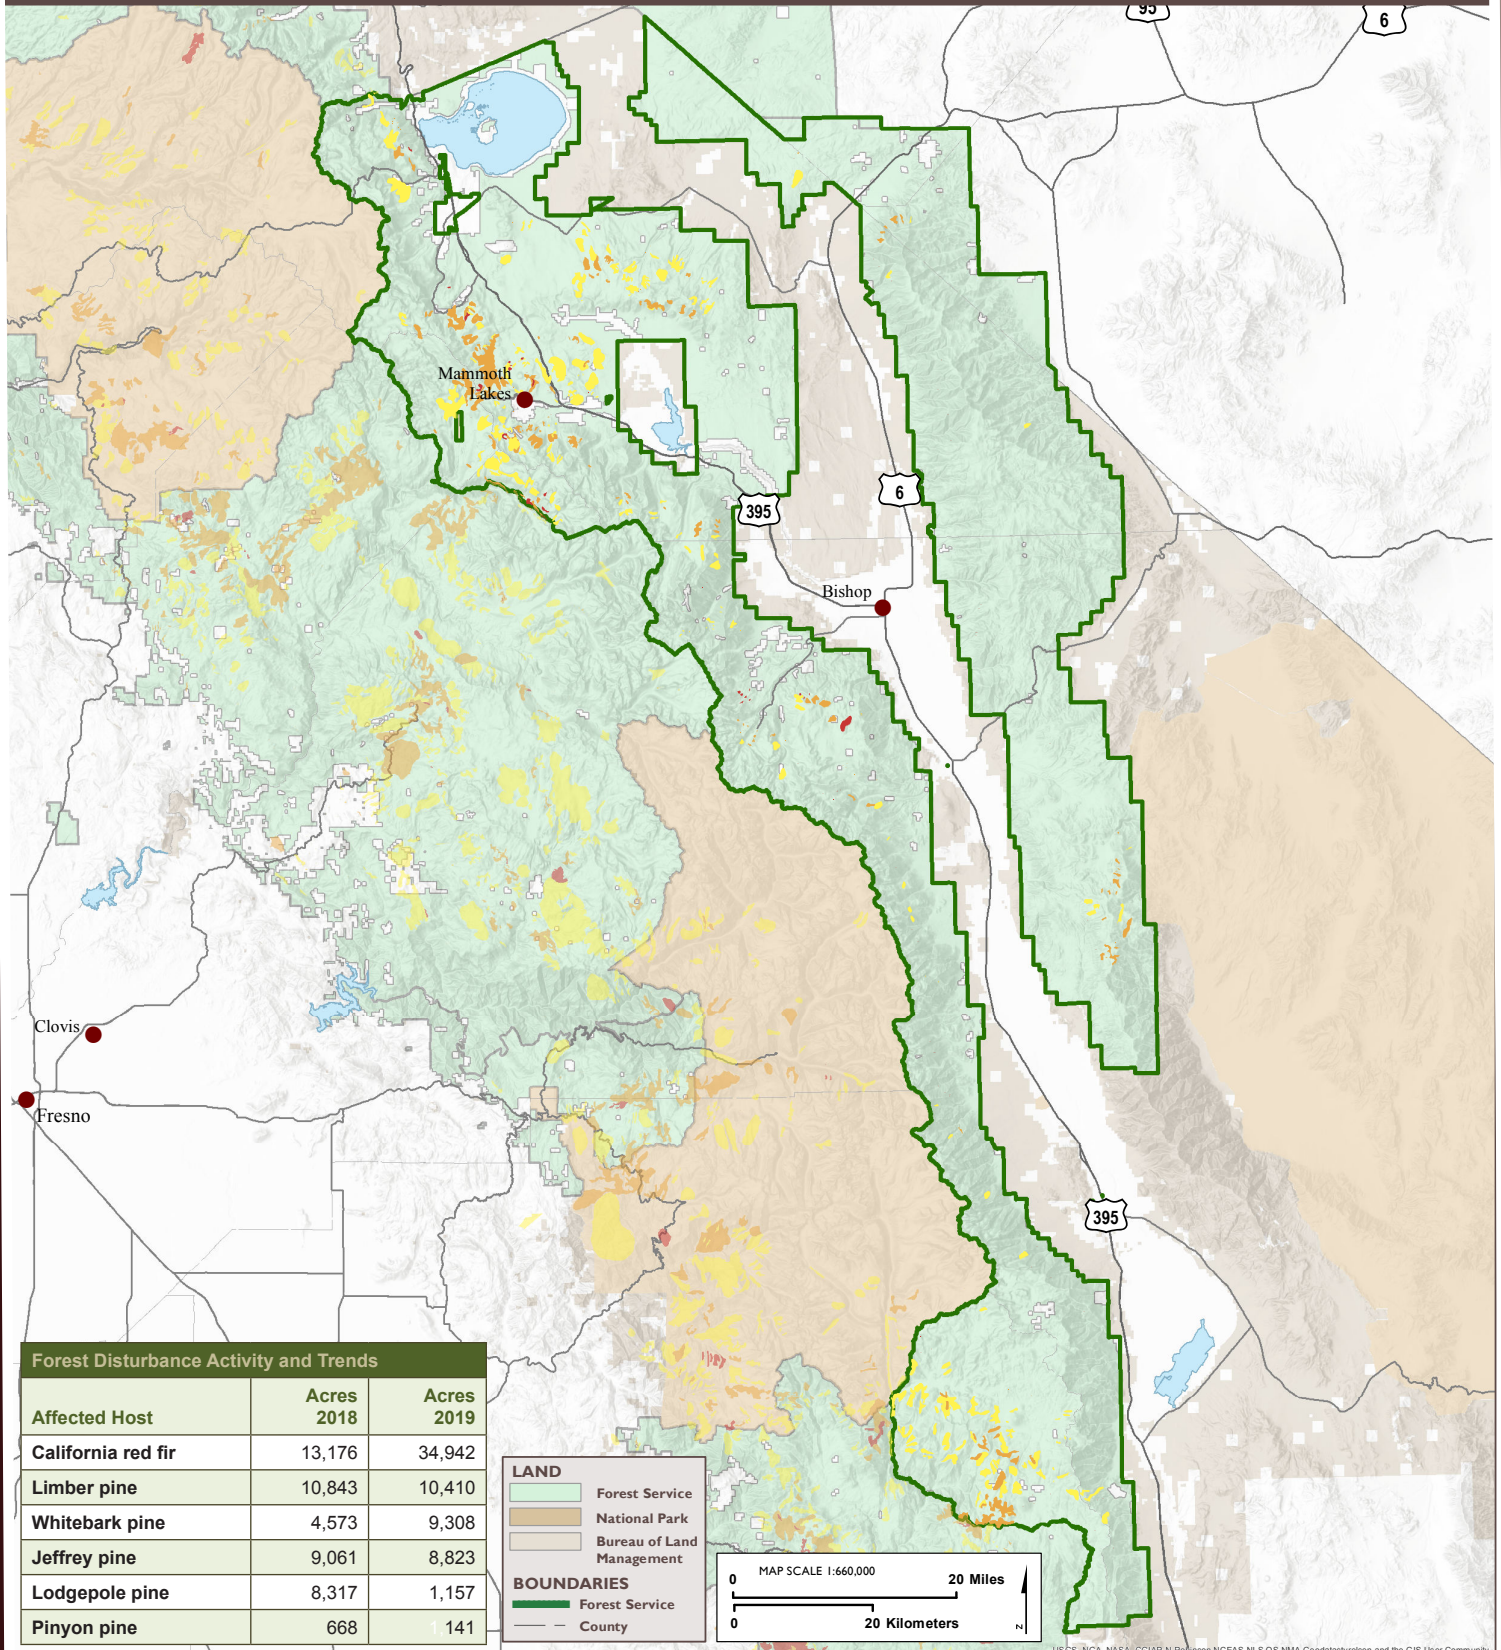 95
6
Mammoth
Lakes
395
6
Bishop
Clovis
Fresno
395
Forest Disturbance Activity and Trends
Affected Host Acres 2018 Acres 2019
California red fir 13,176 34,942
Limber pine 10,843 10,410
Whitebark pine 4,573 9,308
Jeffrey pine 9,061 8,823
Lodgepole pine 8,317 1,157
Pinyon pine 668 141
LAND
Forest Service
National Park
Bureau of Land
Management
BOUNDARIES
Forest Service
County
MAP SCALE 1:660,000
0 20 Miles
0 20 Kilometers
N